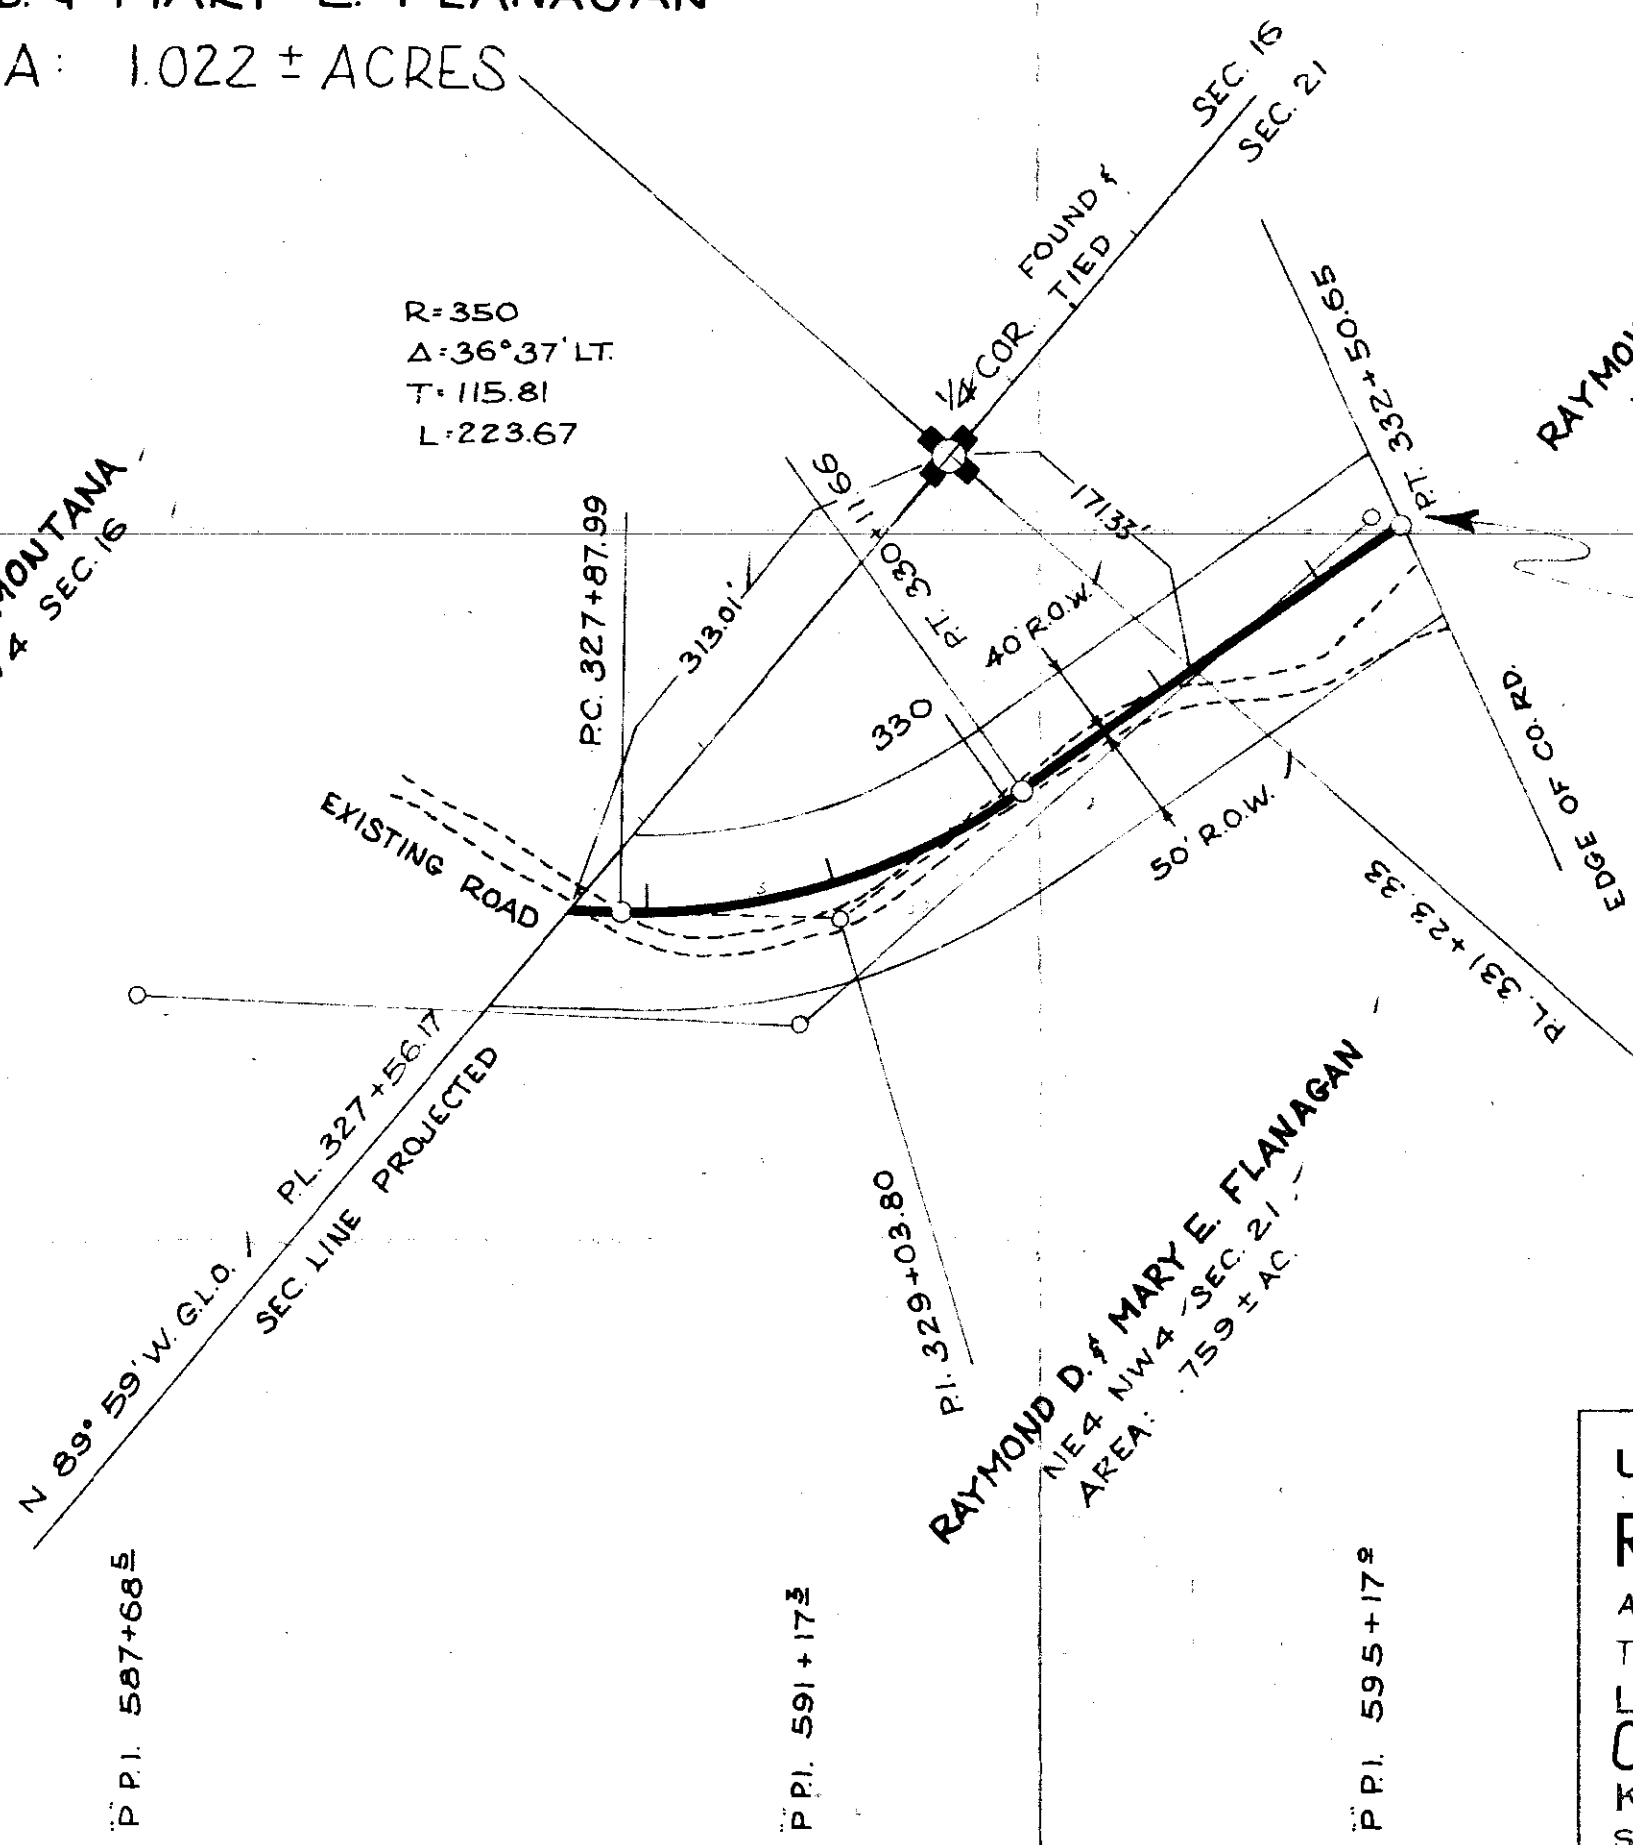 & MARY E. FLANAGAN
A: 1.022 ± ACRES
SEC. 16
SEC. 21
FOUND &
TIED
1/4 COR.
R=350
Δ=36°37' LT.
T=115.81
L=223.67
MONTANA
SEC. 16
P.C. 327+87.99
313.01'
P.T. 330+11.66
171.33'
P.T. 332+50.65
40' R.O.W.
330
50' R.O.W.
EXISTING ROAD
EDGE OF CO. RD.
P.L. 331+23.33
P.L. 327+56.17
SEC. LINE PROJECTED
N 89° 59' W. G.L.O.
P.I. 329+03.80
RAYMOND D. & MARY E. FLANAGAN
NE4 NW4 SEC. 21
AREA: .759 ± AC.
"P" P.I. 587+68 5
"P" P.I. 591+17 3
"P" P.I. 595+17